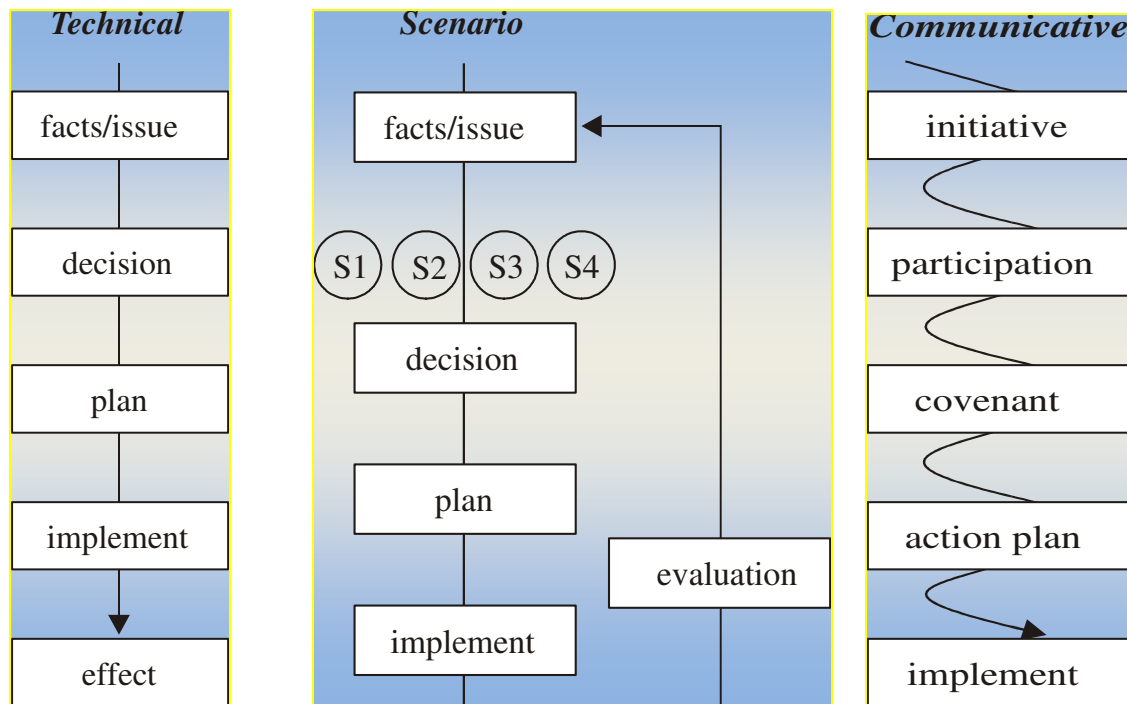 Technical
facts/issue
decision
plan
implement
effect
Scenario
facts/issue
S1 S2 S3 S4
decision
plan
implement
evaluation
Communicative
initiative
participation
covenant
action plan
implement